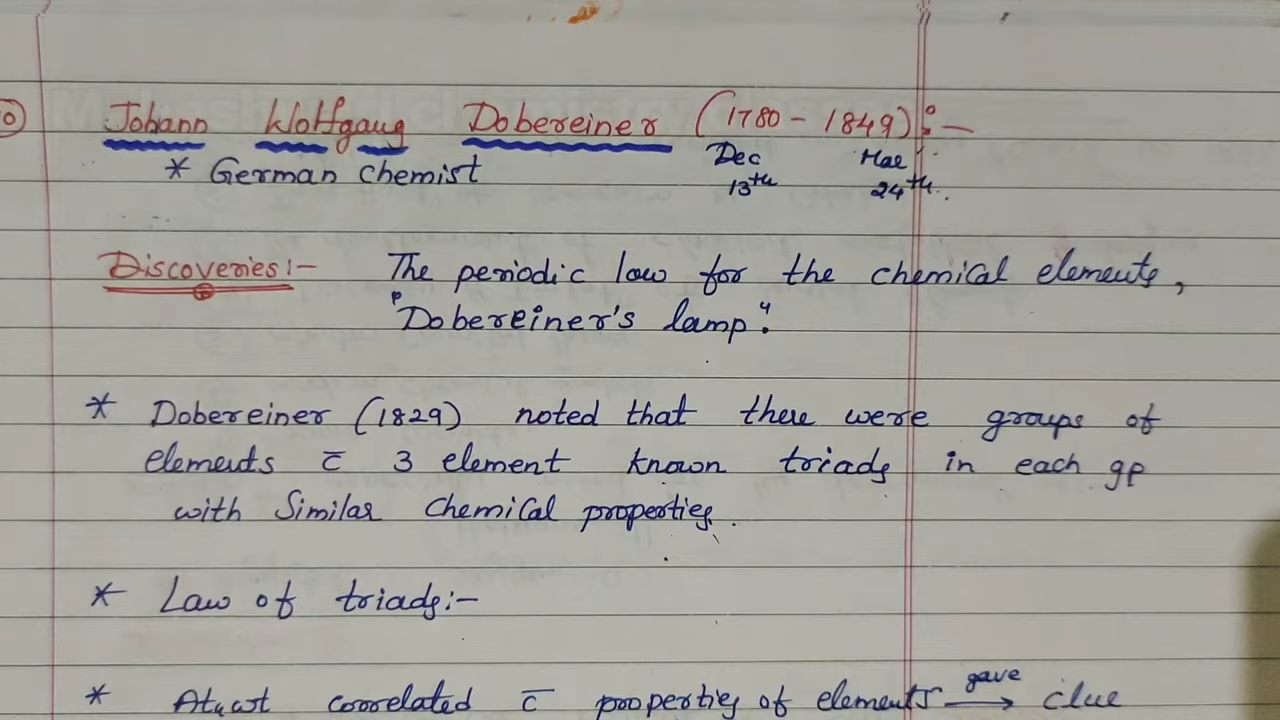 Johann Wolfgang Dobereiner (1780 - 1849) :-
Dec Mar
* German chemist 13th 24th
Discoveries:- The periodic law for the chemical elements,
"Dobereiner's lamp".
* Dobereiner (1829) noted that there were groups of
elements c̄ 3 element known triads in each gp
with Similar Chemical properties.
* Law of triads:-
* At.wt correlated c̄ properties of elements gave → clue